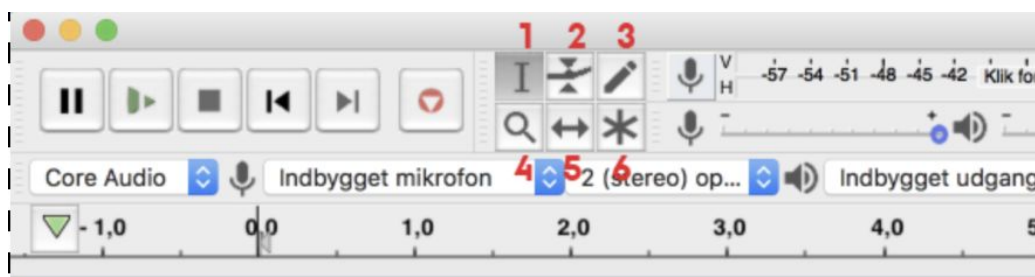 1 2 3
V
H
-57 -54 -51 -48 -45 -42 Klik fo
- +
-
4 5 6
Core Audio Indbygget mikrofon 2 (stereo) op... Indbygget udgang
- 1,0 0,0 1,0 2,0 3,0 4,0 5